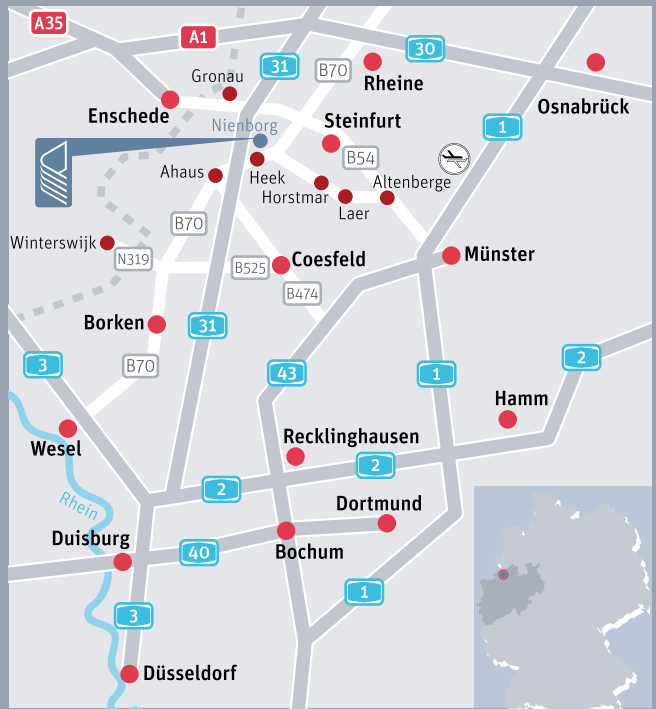 A35
A1
30
31
B70
Gronau
Rheine
Enschede
Osnabrück
Nienborg
Steinfurt
1
B54
Ahaus
Heek
Horstmar
Altenberge
Laer
B70
Winterswijk
N319
B525
Coesfeld
Münster
B474
Borken
31
3
B70
43
1
2
Hamm
Wesel
Recklinghausen
2
2
Rhein
Dortmund
Duisburg
40
Bochum
1
3
Düsseldorf